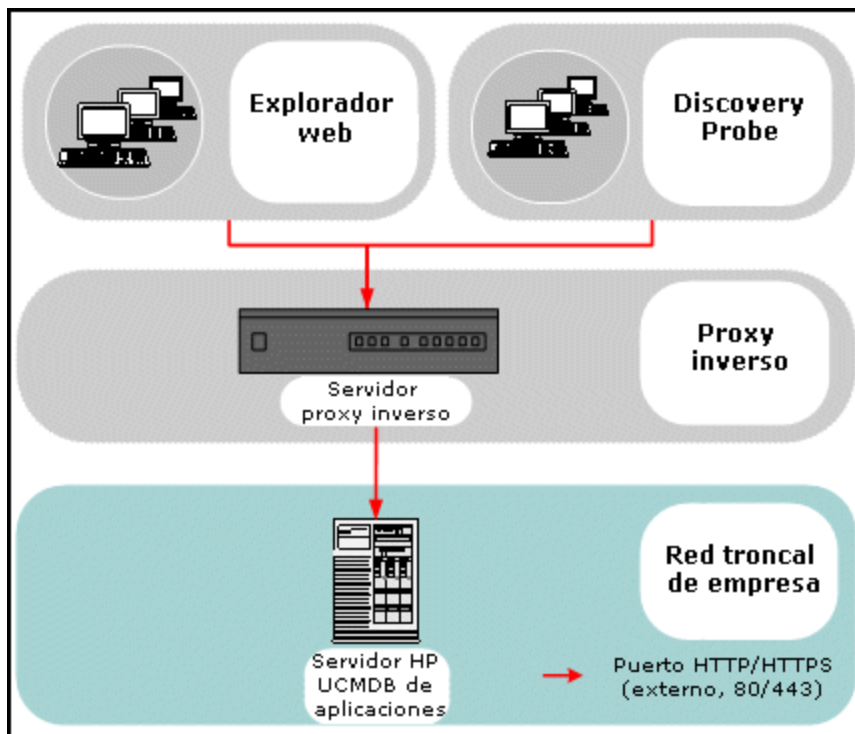 Explorador
web
Discovery
Probe
Proxy
inverso
Servidor
proxy inverso
Red troncal
de empresa
Servidor HP
UCMDB de
aplicaciones
Puerto HTTP/HTTPS
(externo, 80/443)